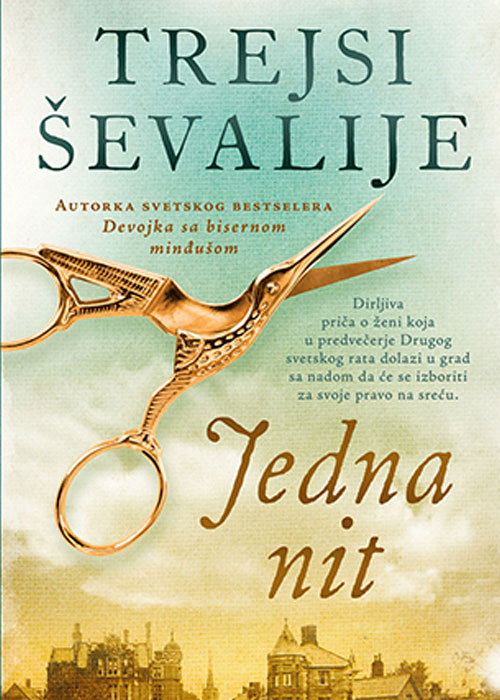 TREJSI
ŠEVALIJE
AUTORKA SVETSKOG BESTSELERA
Devojka sa bisernom
minđušom
Dirljiva
priča o ženi koja
u predvečerje Drugog
svetskog rata dolazi u grad
sa nadom da će se izboriti
za svoje pravo na sreću.
Jedna
nit